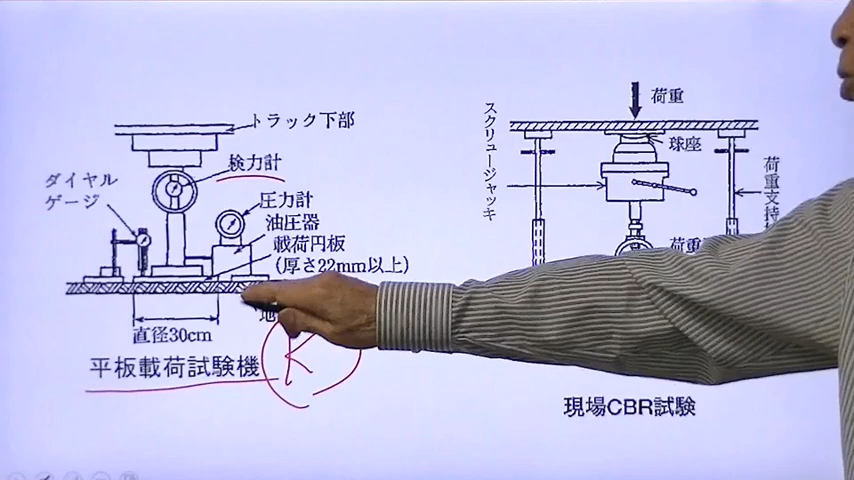 トラック下部
検力計
ダイヤル
ゲージ
圧力計
油圧器
載荷円板
(厚さ22mm以上)
直径30cm
平板載荷試験機
K
荷重
スクリュージャッキ
球座
荷重支持
荷重
現場CBR試験